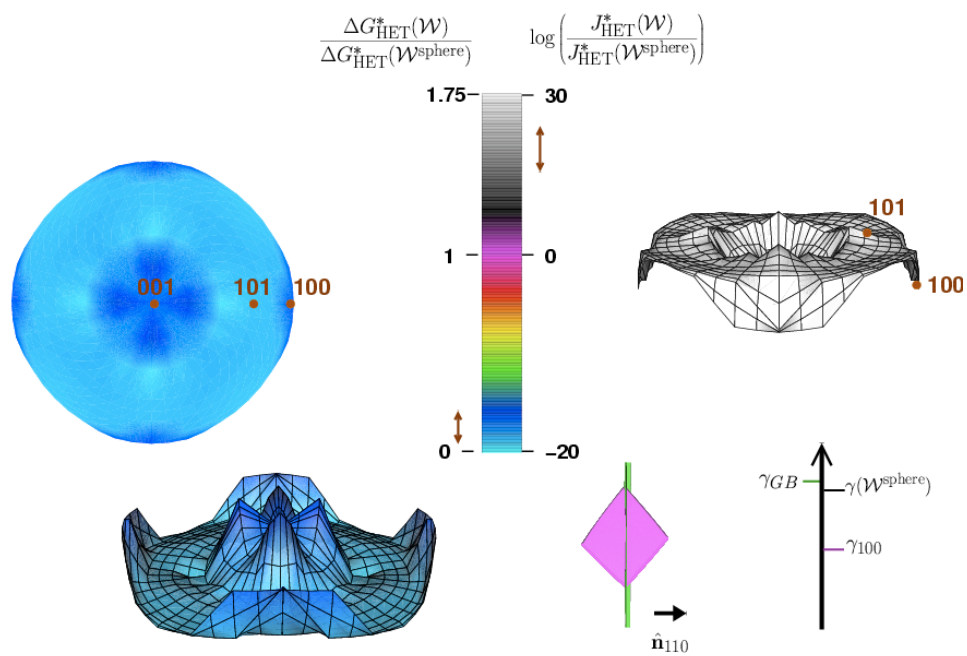 ΔG*HET(𝒲) / ΔG*HET(𝒲sphere)
log(J*HET(𝒲) / J*HET(𝒲sphere))
1.75
30
1
0
0
−20
001
101
100
101
100
n̂110
γGB
γ(𝒲sphere)
γ100